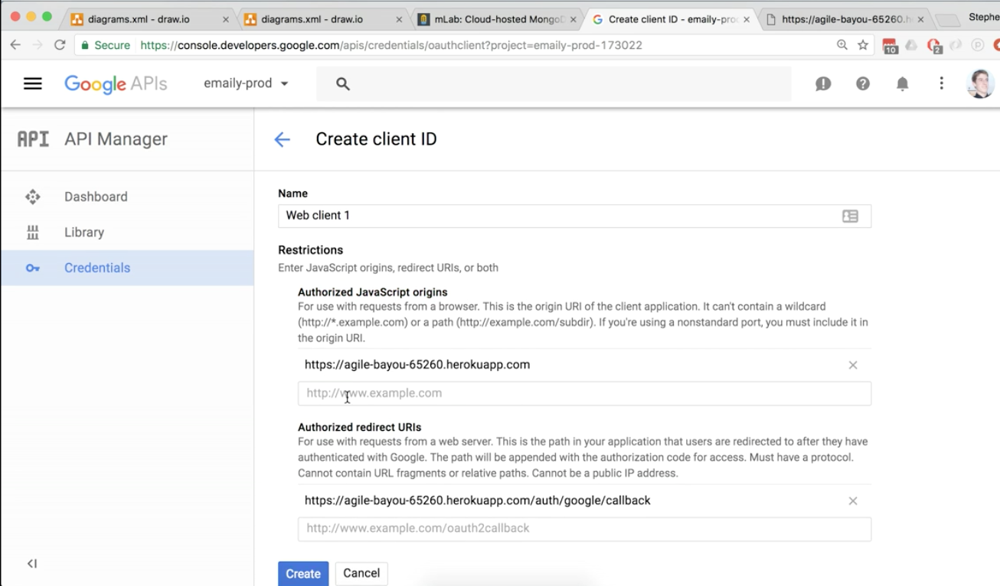 diagrams.xml - draw.io
diagrams.xml - draw.io
mLab: Cloud-hosted MongoD
Create client ID - emaily-prod
https://agile-bayou-65260.h
Stephe
Secure https://console.developers.google.com/apis/credentials/oauthclient?project=emaily-prod-173022
10
2
Google APIs
emaily-prod
API API Manager
Create client ID
Dashboard
Library
Credentials
Name
Web client 1
Restrictions
Enter JavaScript origins, redirect URIs, or both
Authorized JavaScript origins
For use with requests from a browser. This is the origin URI of the client application. It can't contain a wildcard
(http://*.example.com) or a path (http://example.com/subdir). If you're using a nonstandard port, you must include it in
the origin URI.
https://agile-bayou-65260.herokuapp.com
http://www.example.com
Authorized redirect URIs
For use with requests from a web server. This is the path in your application that users are redirected to after they have
authenticated with Google. The path will be appended with the authorization code for access. Must have a protocol.
Cannot contain URL fragments or relative paths. Cannot be a public IP address.
https://agile-bayou-65260.herokuapp.com/auth/google/callback
http://www.example.com/oauth2callback
Create
Cancel